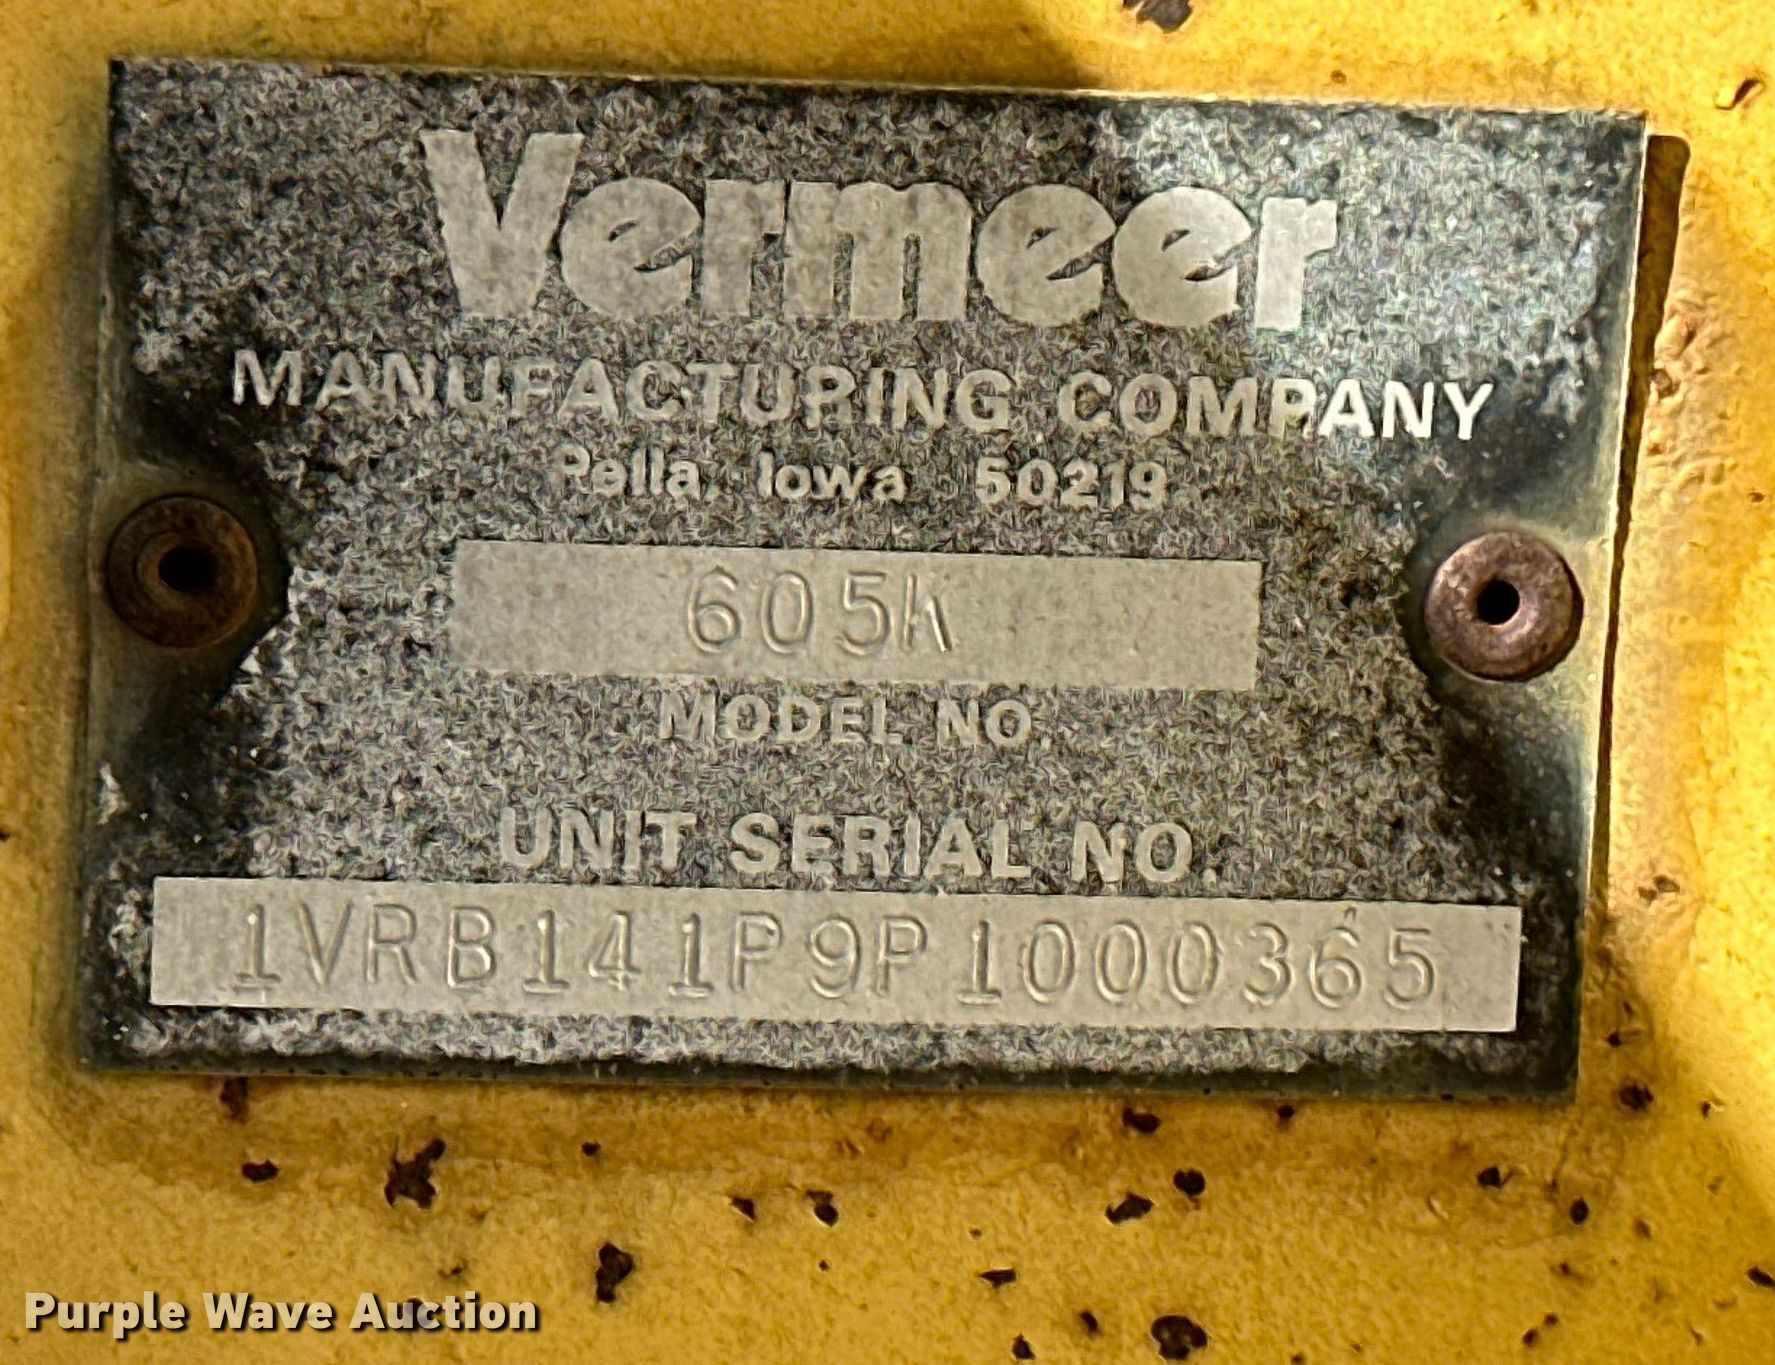 Vermeer
MANUFACTURING COMPANY
Pella, Iowa 50219
605K
MODEL NO.
UNIT SERIAL NO.
1VRB141P9P1000365
Purple Wave Auction